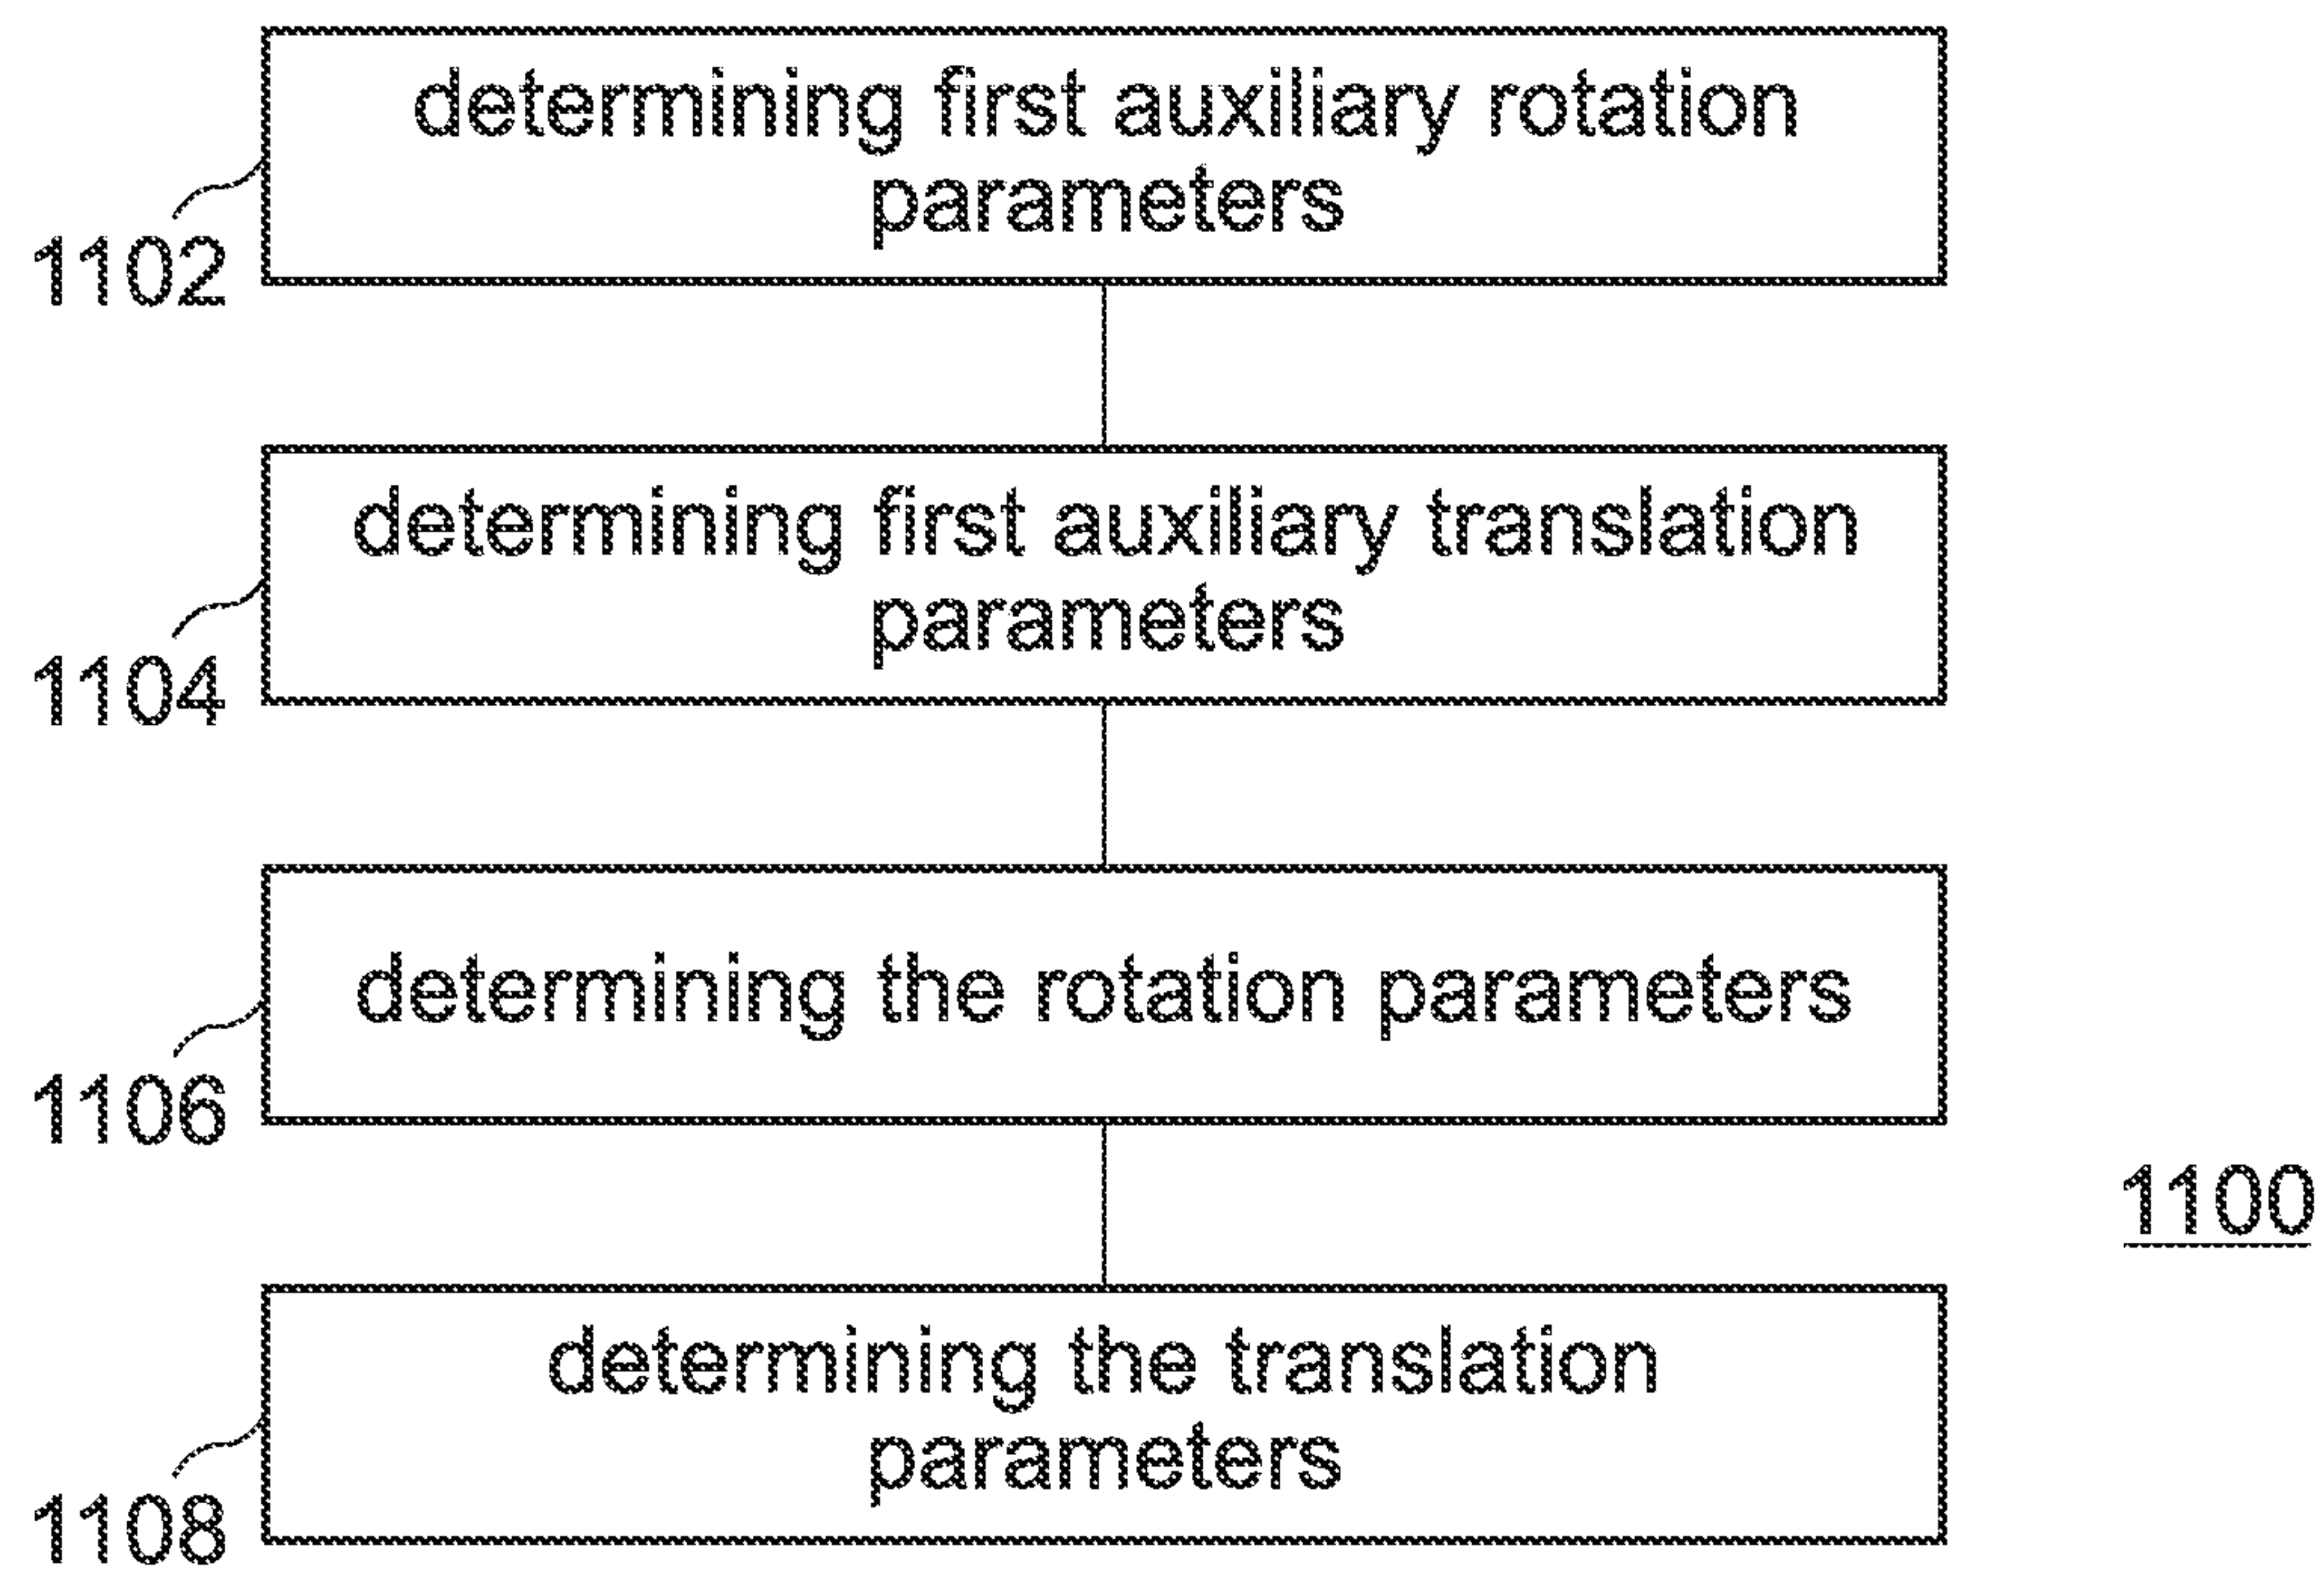 determining first auxiliary rotation
parameters
1102
determining first auxiliary translation
parameters
1104
determining the rotation parameters
1106
1100
determining the translation
parameters
1108